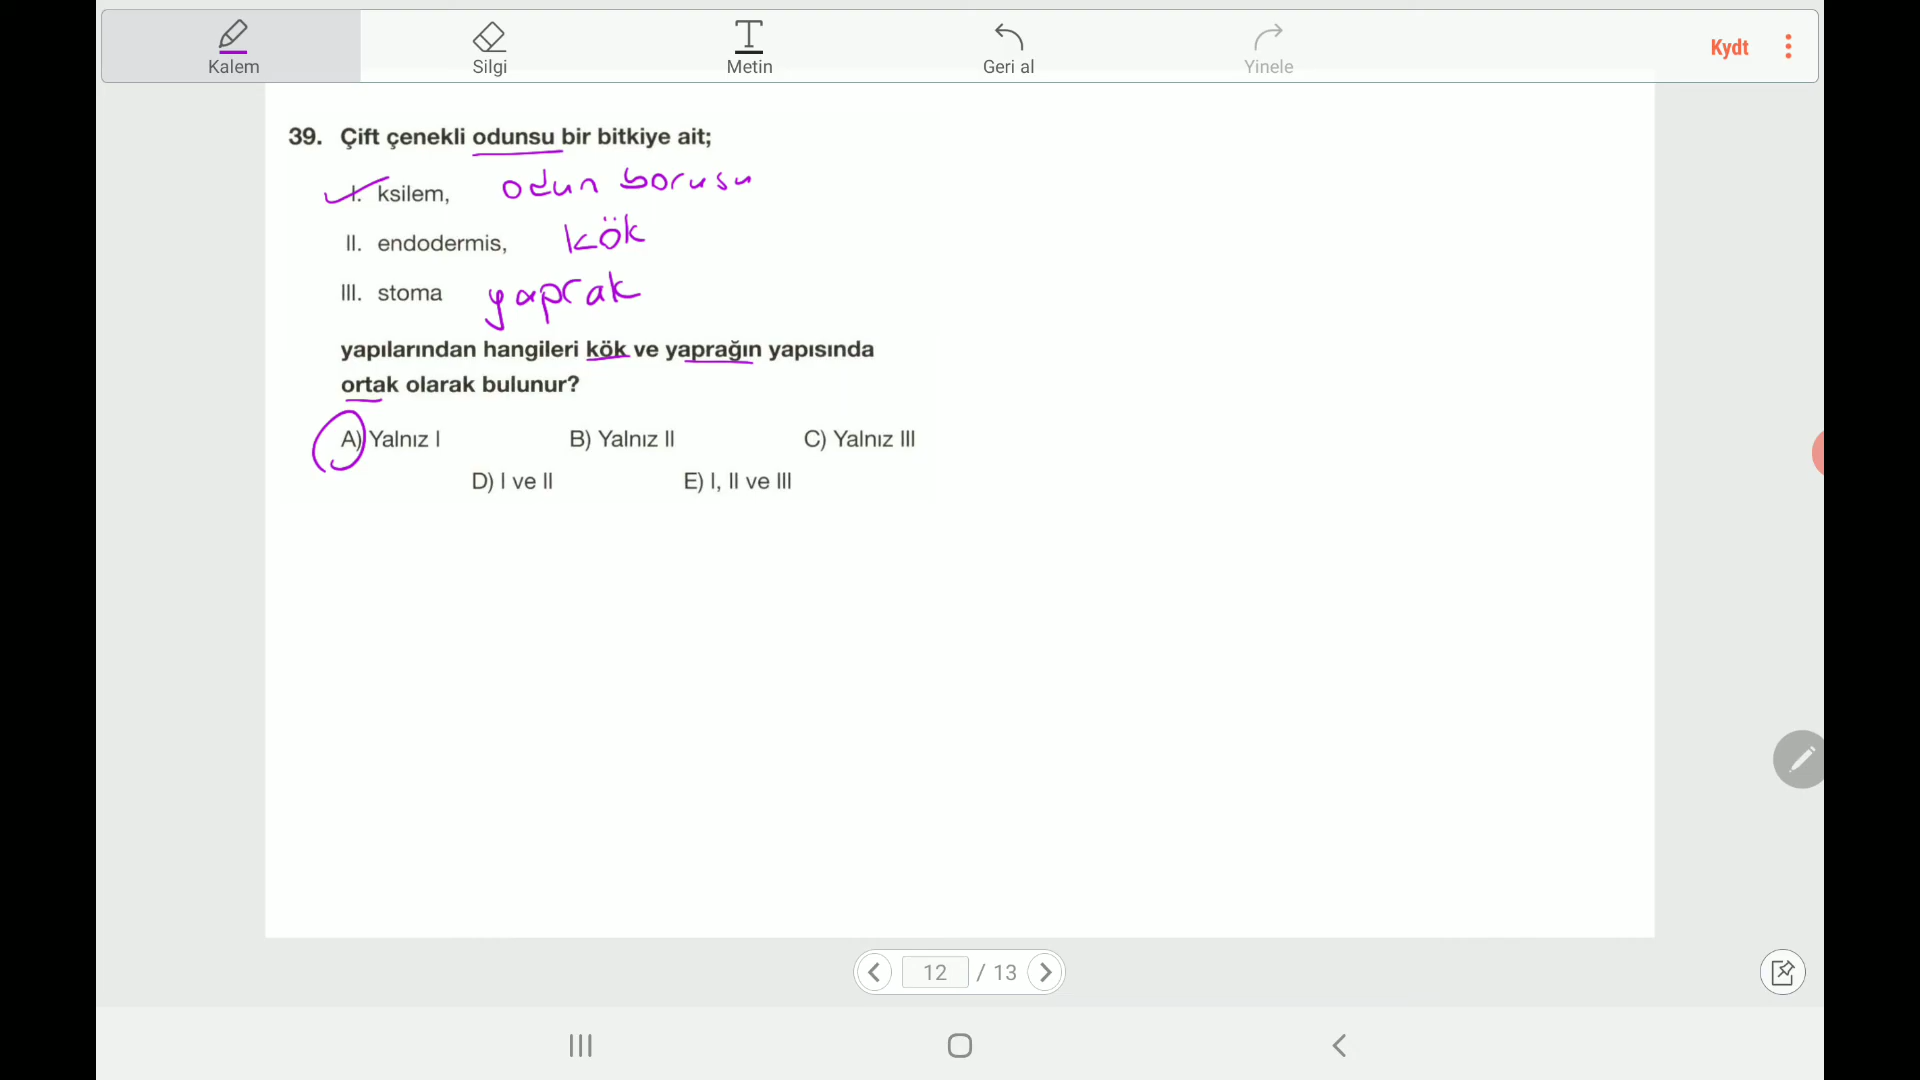 Kalem Silgi Metin Geri al Yinele Kydt
39. Çift çenekli odunsu bir bitkiye ait;
I. ksilem, odun borusu
II. endodermis, kök
III. stoma yaprak
yapılarından hangileri kök ve yaprağın yapısında
ortak olarak bulunur?
A) Yalnız I B) Yalnız II C) Yalnız III
D) I ve II E) I, II ve III
12 / 13